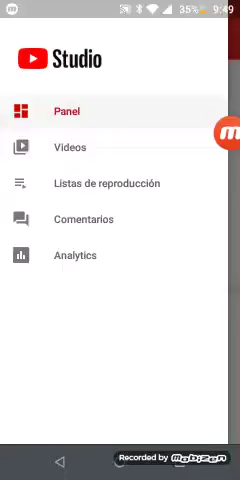 35% 9:49
Studio
Panel
Videos
Listas de reproducción
Comentarios
Analytics
Recorded by mobizen